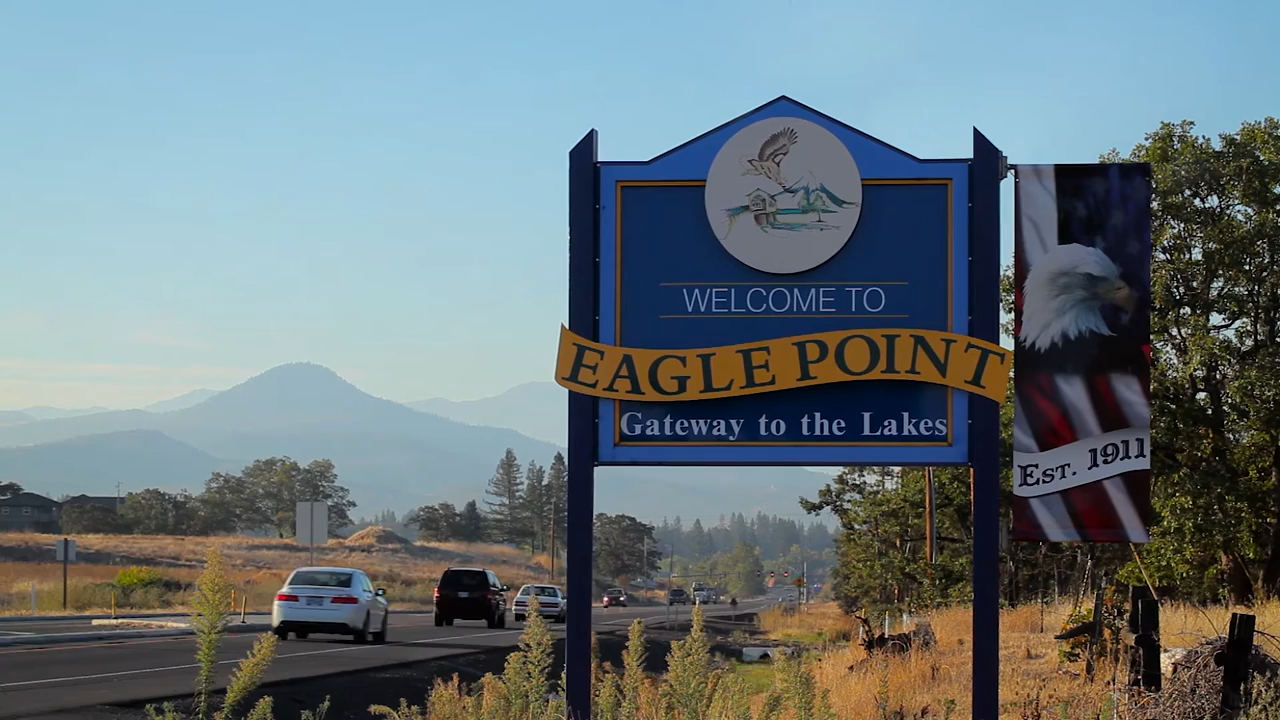 WELCOME TO
EAGLE POINT
Gateway to the Lakes
EST. 1911